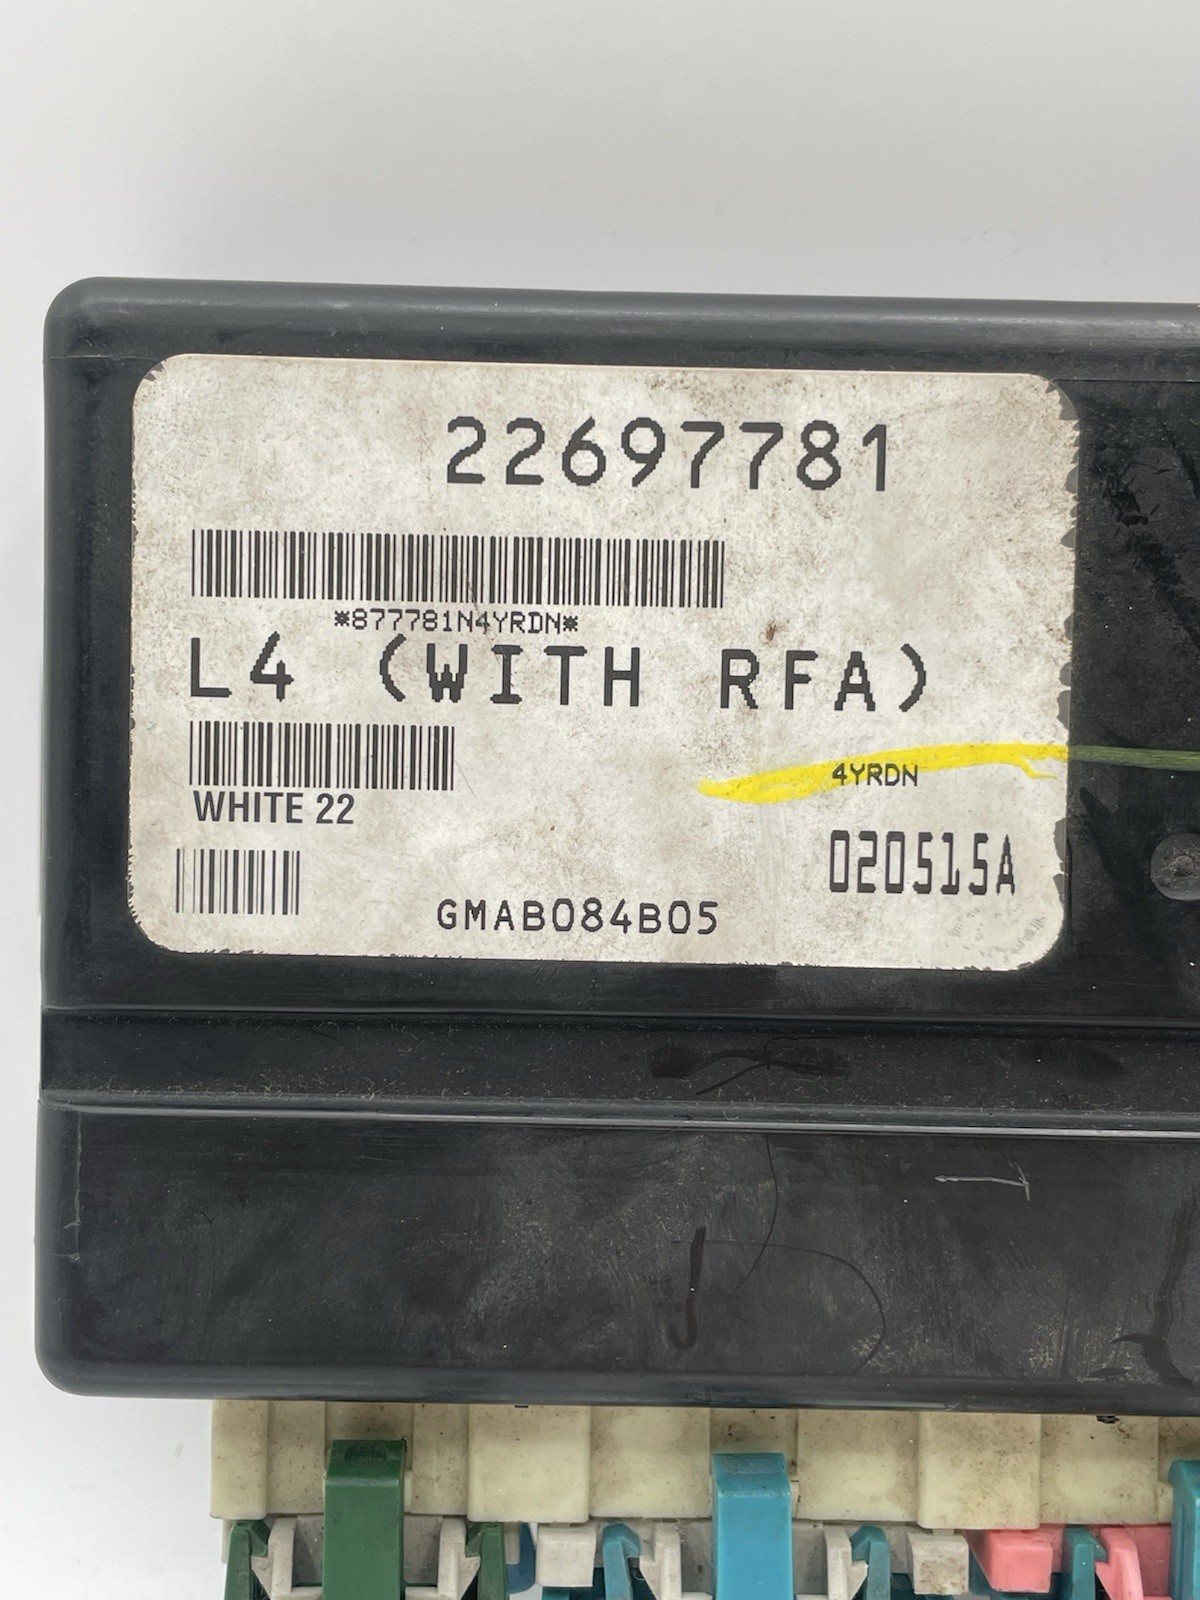 22697781
*877781N4YRDN*
L4 (WITH RFA)
4YRDN
WHITE 22
020515A
GMAB084B05